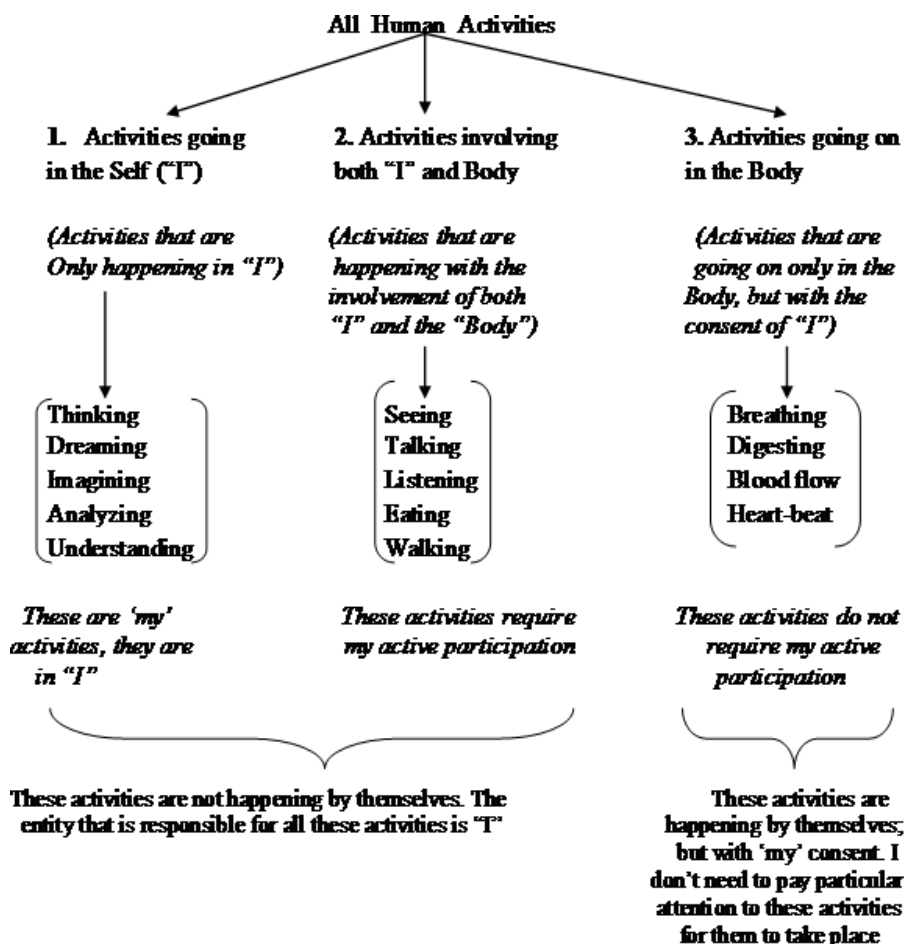 All Human Activities
1. Activities going
in the Self ("I")
(Activities that are
Only happening in "I")
Thinking
Dreaming
Imagining
Analyzing
Understanding
These are 'my'
activities, they are
in "I"
2. Activities involving
both "I" and Body
(Activities that are
happening with the
involvement of both
"I" and the "Body")
Seeing
Talking
Listening
Eating
Walking
These activities require
my active participation
These activities are not happening by themselves. The
entity that is responsible for all these activities is "I"
3. Activities going on
in the Body
(Activities that are
going on only in the
Body, but with the
consent of "I")
Breathing
Digesting
Blood flow
Heart-beat
These activities do not
require my active
participation
These activities are
happening by themselves;
but with 'my' consent. I
don't need to pay particular
attention to these activities
for them to take place